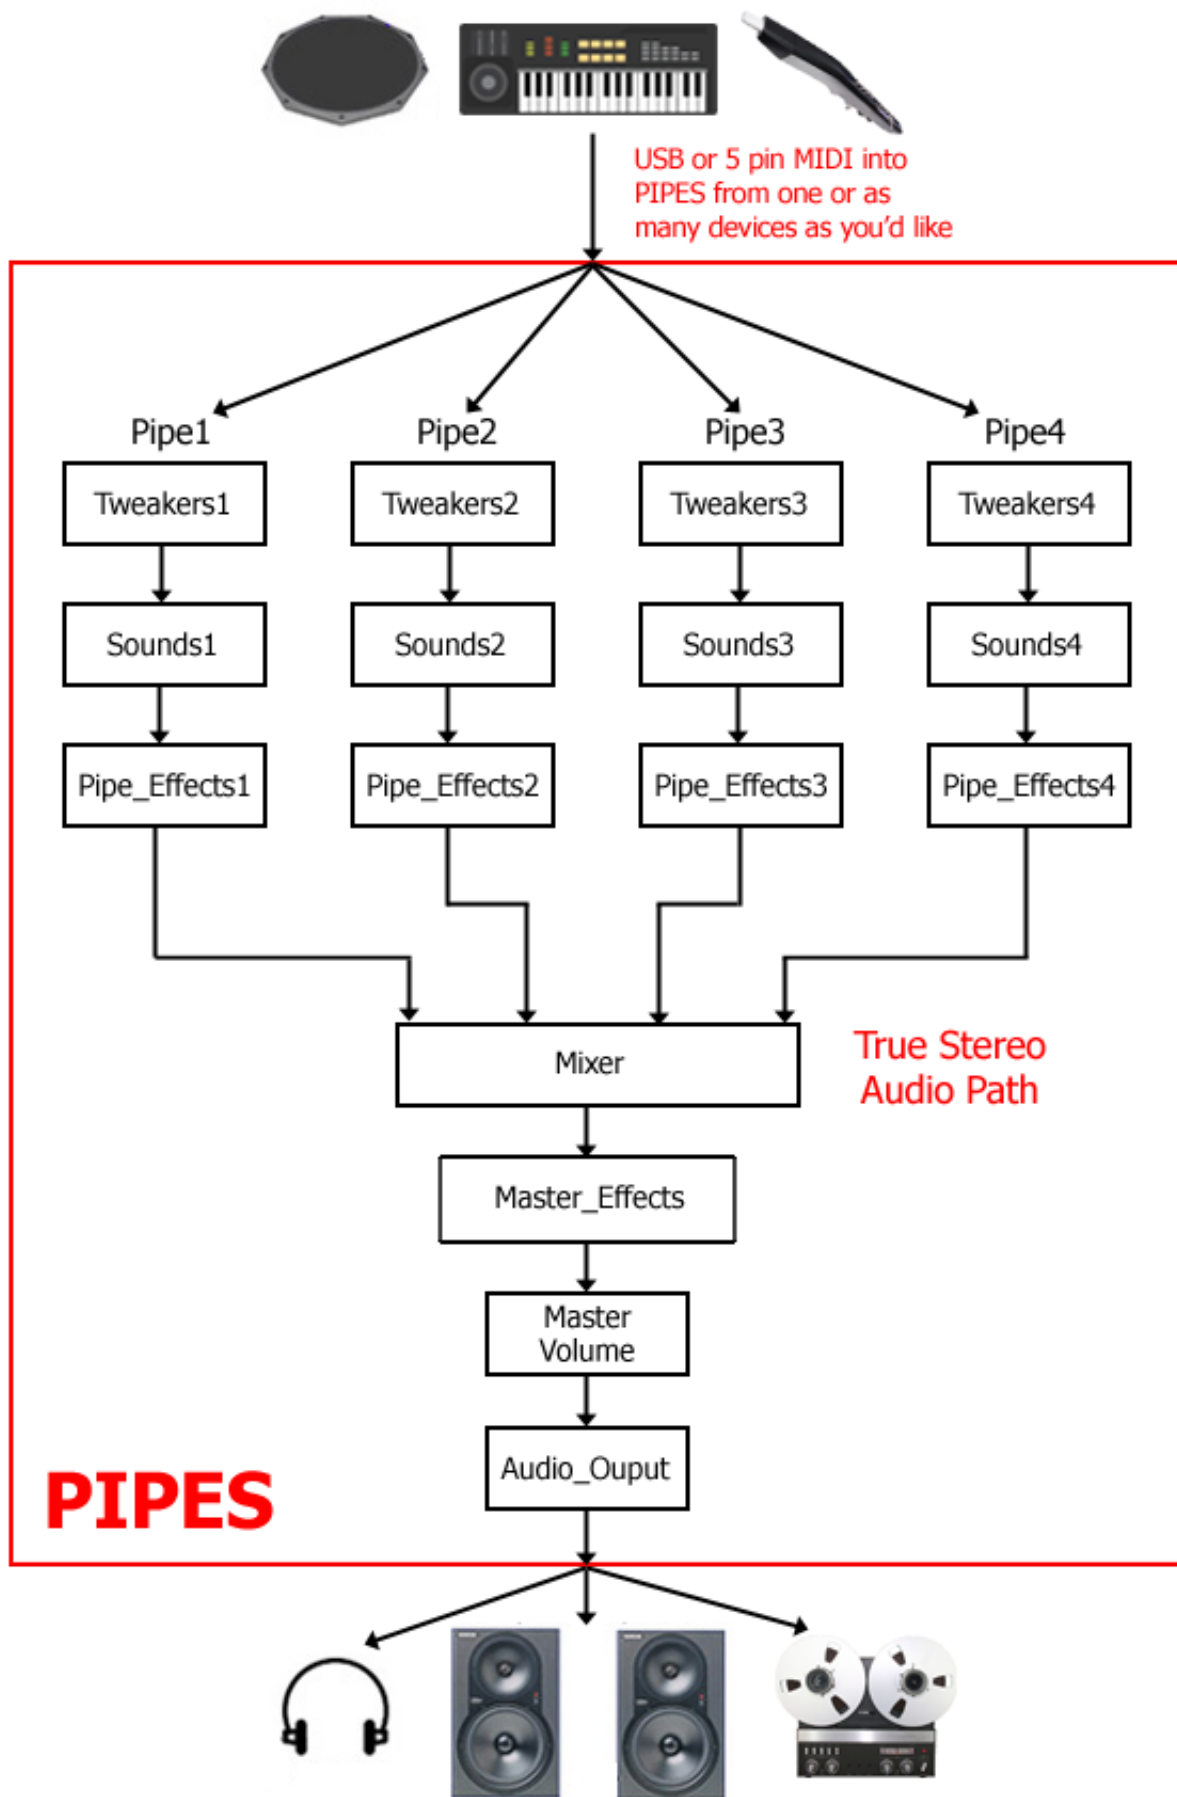 USB or 5 pin MIDI into
PIPES from one or as
many devices as you'd like
Pipe1
Pipe2
Pipe3
Pipe4
Tweakers1
Tweakers2
Tweakers3
Tweakers4
Sounds1
Sounds2
Sounds3
Sounds4
Pipe_Effects1
Pipe_Effects2
Pipe_Effects3
Pipe_Effects4
Mixer
True Stereo
Audio Path
Master_Effects
Master
Volume
Audio_Ouput
PIPES